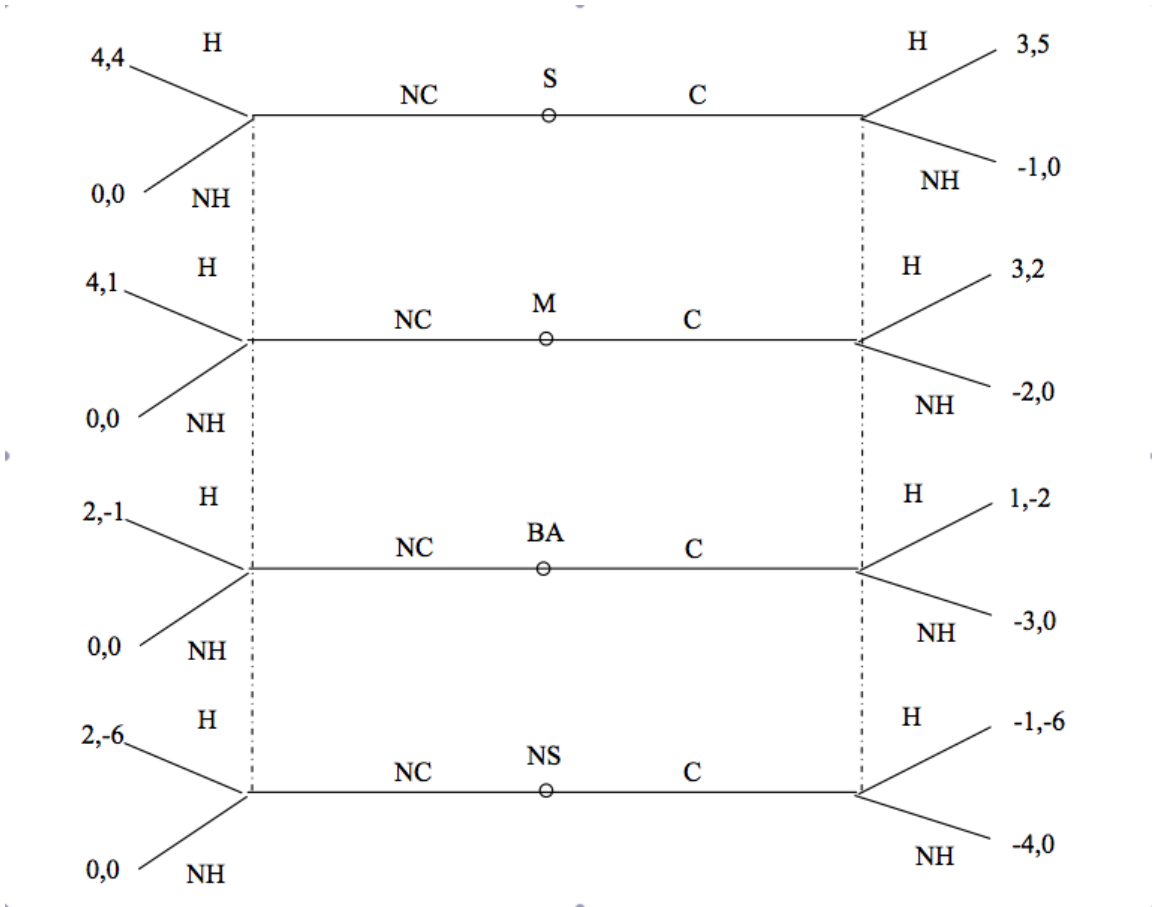 H H
4,4 S 3,5
NC C
0,0 NH NH -1,0
H H
4,1 M 3,2
NC C
0,0 NH NH -2,0
H H
2,-1 BA 1,-2
NC C
0,0 NH NH -3,0
H H
2,-6 NS -1,-6
NC C
0,0 NH NH -4,0